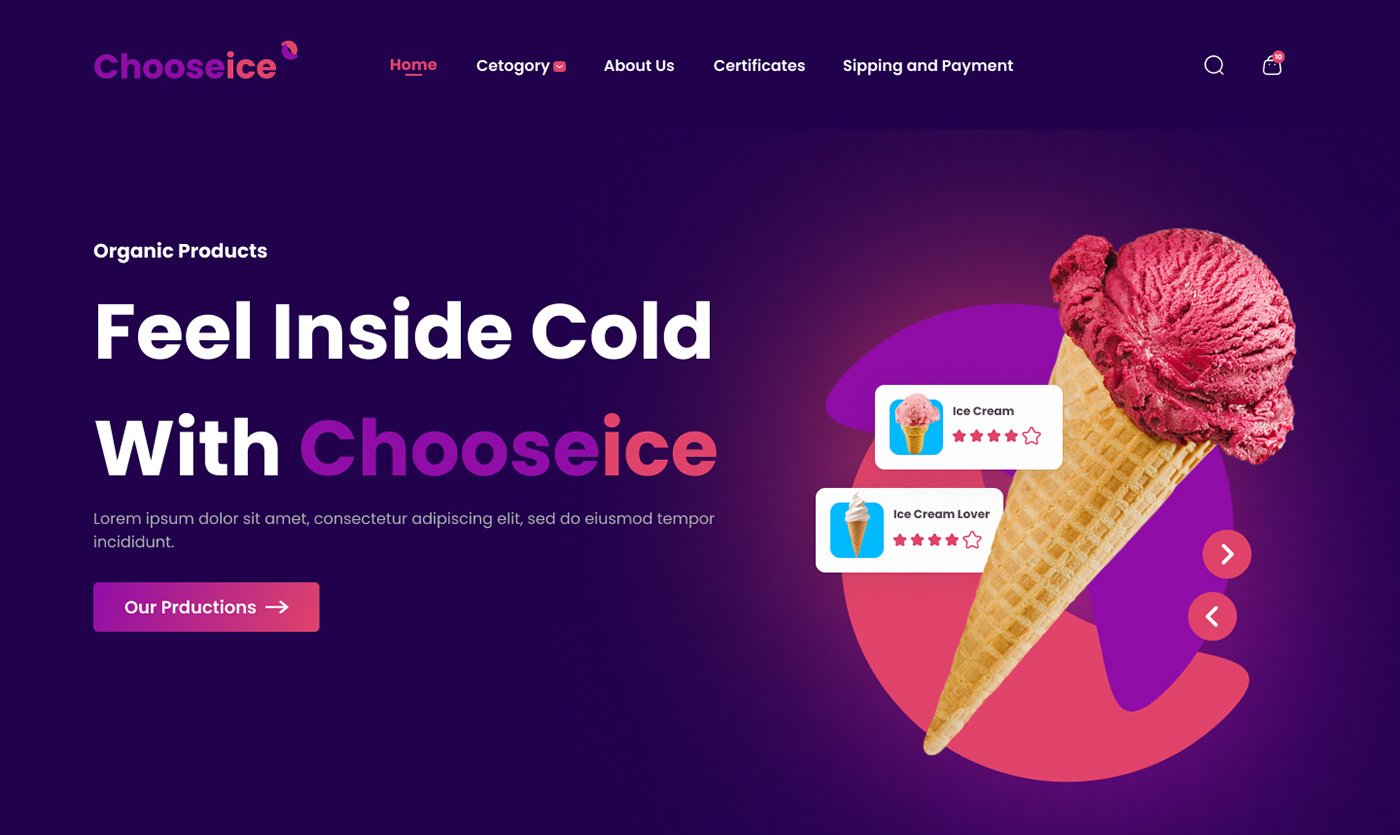 Chooseice
Home
Cetogory
About Us
Certificates
Sipping and Payment
10
Organic Products
Feel Inside Cold
With Chooseice
Lorem ipsum dolor sit amet, consectetur adipiscing elit, sed do eiusmod tempor
incididunt.
Our Prductions
Ice Cream
Ice Cream Lover